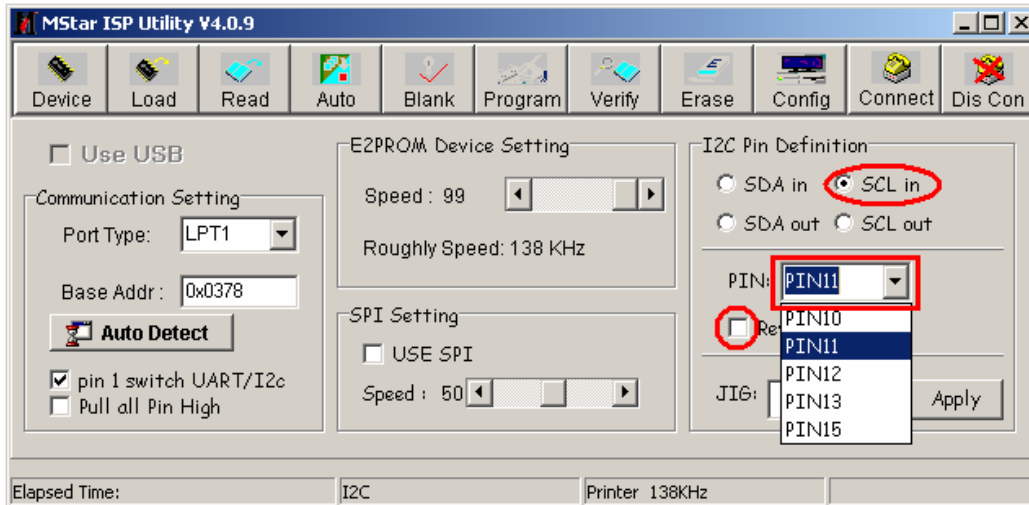 MStar ISP Utility V4.0.9
Device Load Read Auto Blank Program Verify Erase Config Connect Dis Con
Use USB
Communication Setting
Port Type: LPT1
Base Addr : 0x0378
Auto Detect
pin 1 switch UART/I2c
Pull all Pin High
E2PROM Device Setting
Speed : 99
Roughly Speed: 138 KHz
SPI Setting
USE SPI
Speed : 50
I2C Pin Definition
SDA in SCL in
SDA out SCL out
PIN: PIN11
PIN10
PIN11
PIN12
PIN13
PIN15
JIG:
Apply
Elapsed Time: I2C Printer 138KHz